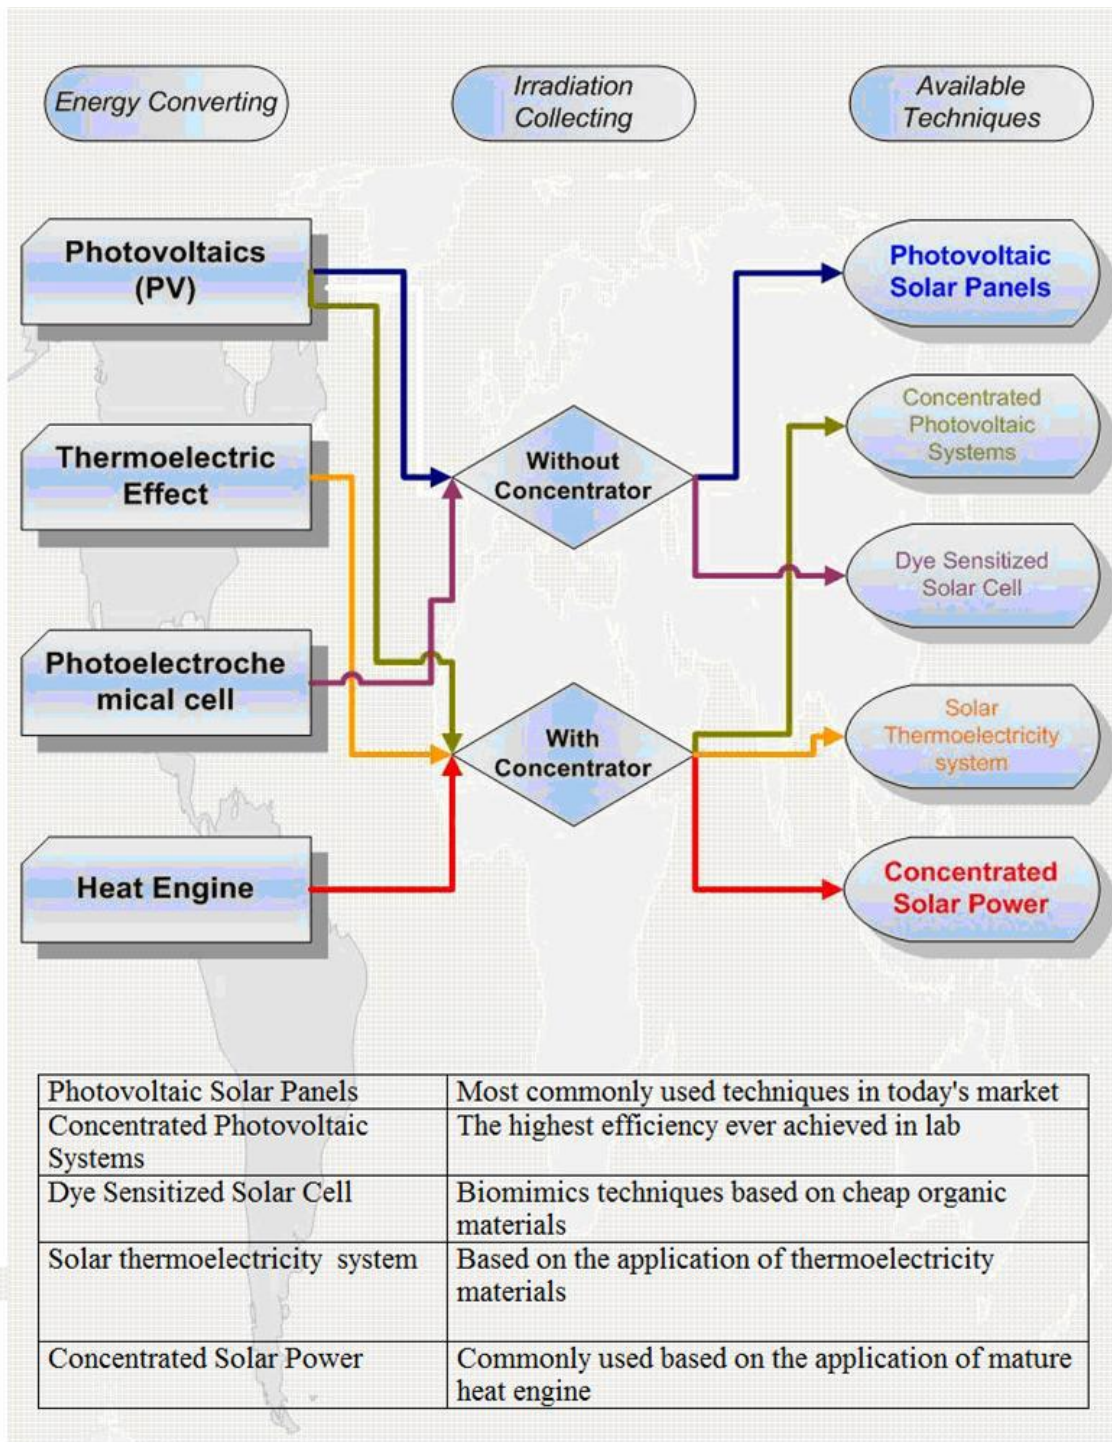 Energy Converting
Irradiation
Collecting
Available
Techniques
Photovoltaics
(PV)
Thermoelectric
Effect
Photoelectroche
mical cell
Heat Engine
Without
Concentrator
With
Concentrator
Photovoltaic
Solar Panels
Concentrated
Photovoltaic
Systems
Dye Sensitized
Solar Cell
Solar
Thermoelectricity
system
Concentrated
Solar Power
Photovoltaic Solar Panels
Most commonly used techniques in today's market
Concentrated Photovoltaic
Systems
The highest efficiency ever achieved in lab
Dye Sensitized Solar Cell
Biomimics techniques based on cheap organic
materials
Solar thermoelectricity system
Based on the application of thermoelectricity
materials
Concentrated Solar Power
Commonly used based on the application of mature
heat engine